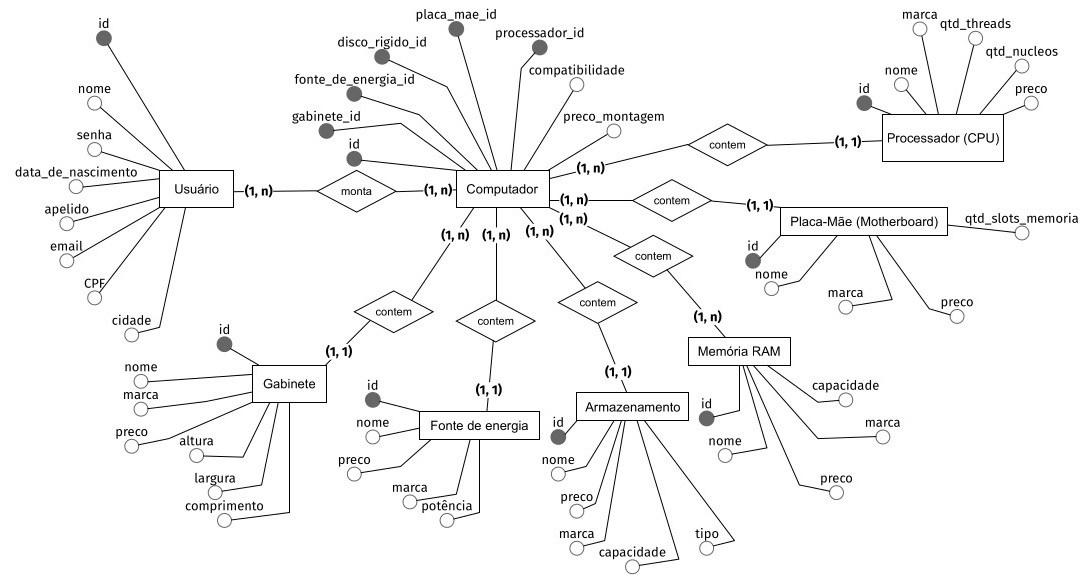 id
nome
senha
data_de_nascimento
apelido
email
CPF
cidade
Usuário
(1, n)
monta
(1, n)
placa_mae_id
disco_rigido_id
processador_id
fonte_de_energia_id
compatibilidade
gabinete_id
preco_montagem
id
Computador
(1, n)
contem
(1, 1)
marca
qtd_threads
qtd_nucleos
nome
id
preco
Processador (CPU)
(1, n)
contem
(1, 1)
Placa-Mãe (Motherboard)
qtd_slots_memoria
id
nome
marca
preco
(1, n)
contem
(1, n)
Memória RAM
id
nome
capacidade
marca
preco
(1, n)
contem
(1, 1)
Gabinete
id
nome
marca
preco
altura
largura
comprimento
(1, n)
contem
(1, 1)
Fonte de energia
id
nome
preco
marca
potência
(1, n)
contem
(1, 1)
Armazenamento
id
nome
preco
marca
capacidade
tipo